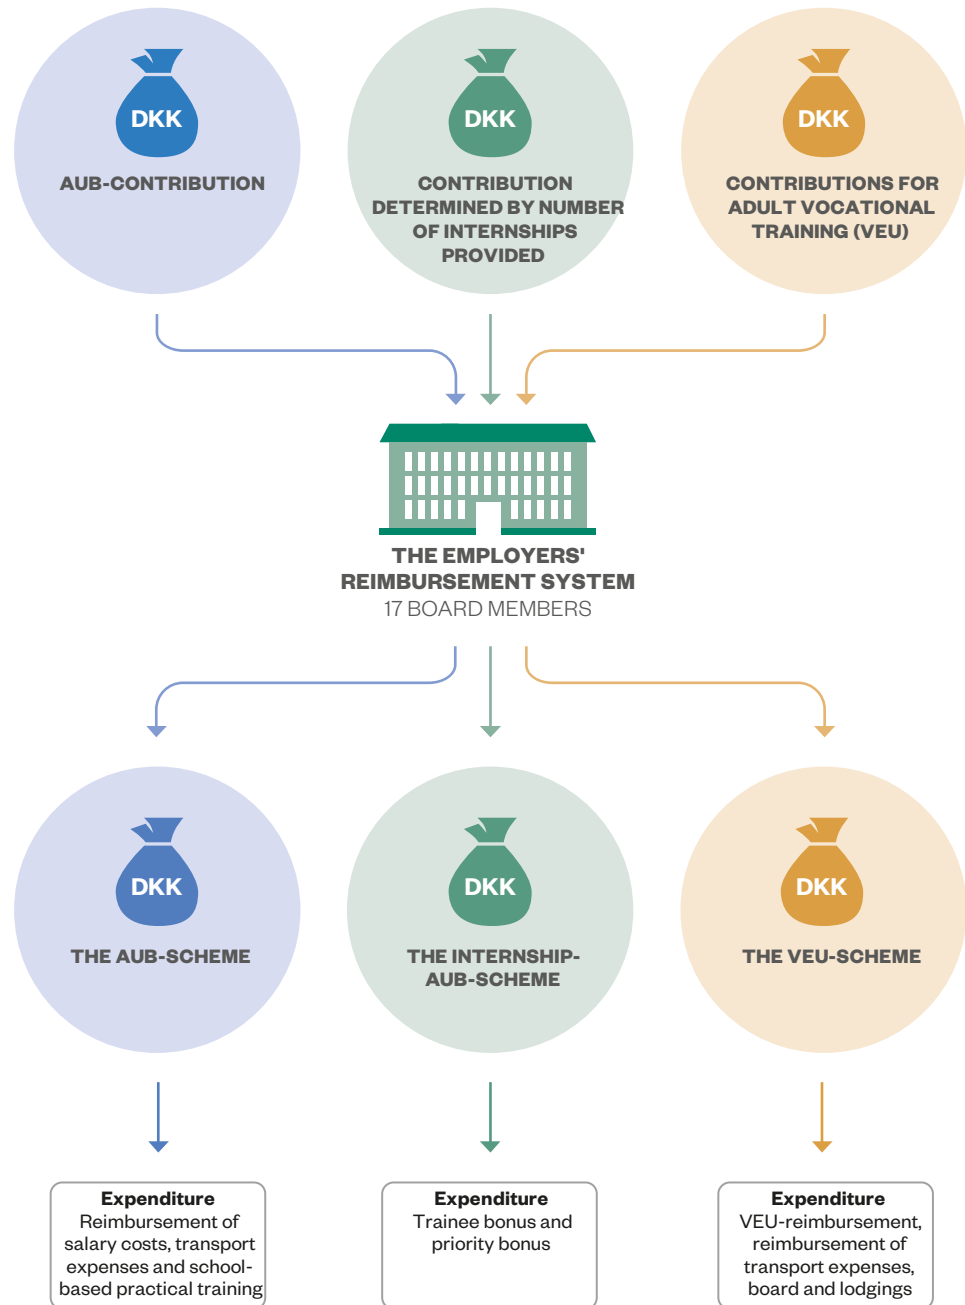 DKK
AUB-CONTRIBUTION
DKK
CONTRIBUTION
DETERMINED BY NUMBER
OF INTERNSHIPS
PROVIDED
DKK
CONTRIBUTIONS FOR
ADULT VOCATIONAL
TRAINING (VEU)
THE EMPLOYERS'
REIMBURSEMENT SYSTEM
17 BOARD MEMBERS
DKK
THE AUB-SCHEME
DKK
THE INTERNSHIP-
AUB-SCHEME
DKK
THE VEU-SCHEME
Expenditure
Reimbursement of
salary costs, transport
expenses and school-
based practical training
Expenditure
Trainee bonus and
priority bonus
Expenditure
VEU-reimbursement,
reimbursement of
transport expenses,
board and lodgings